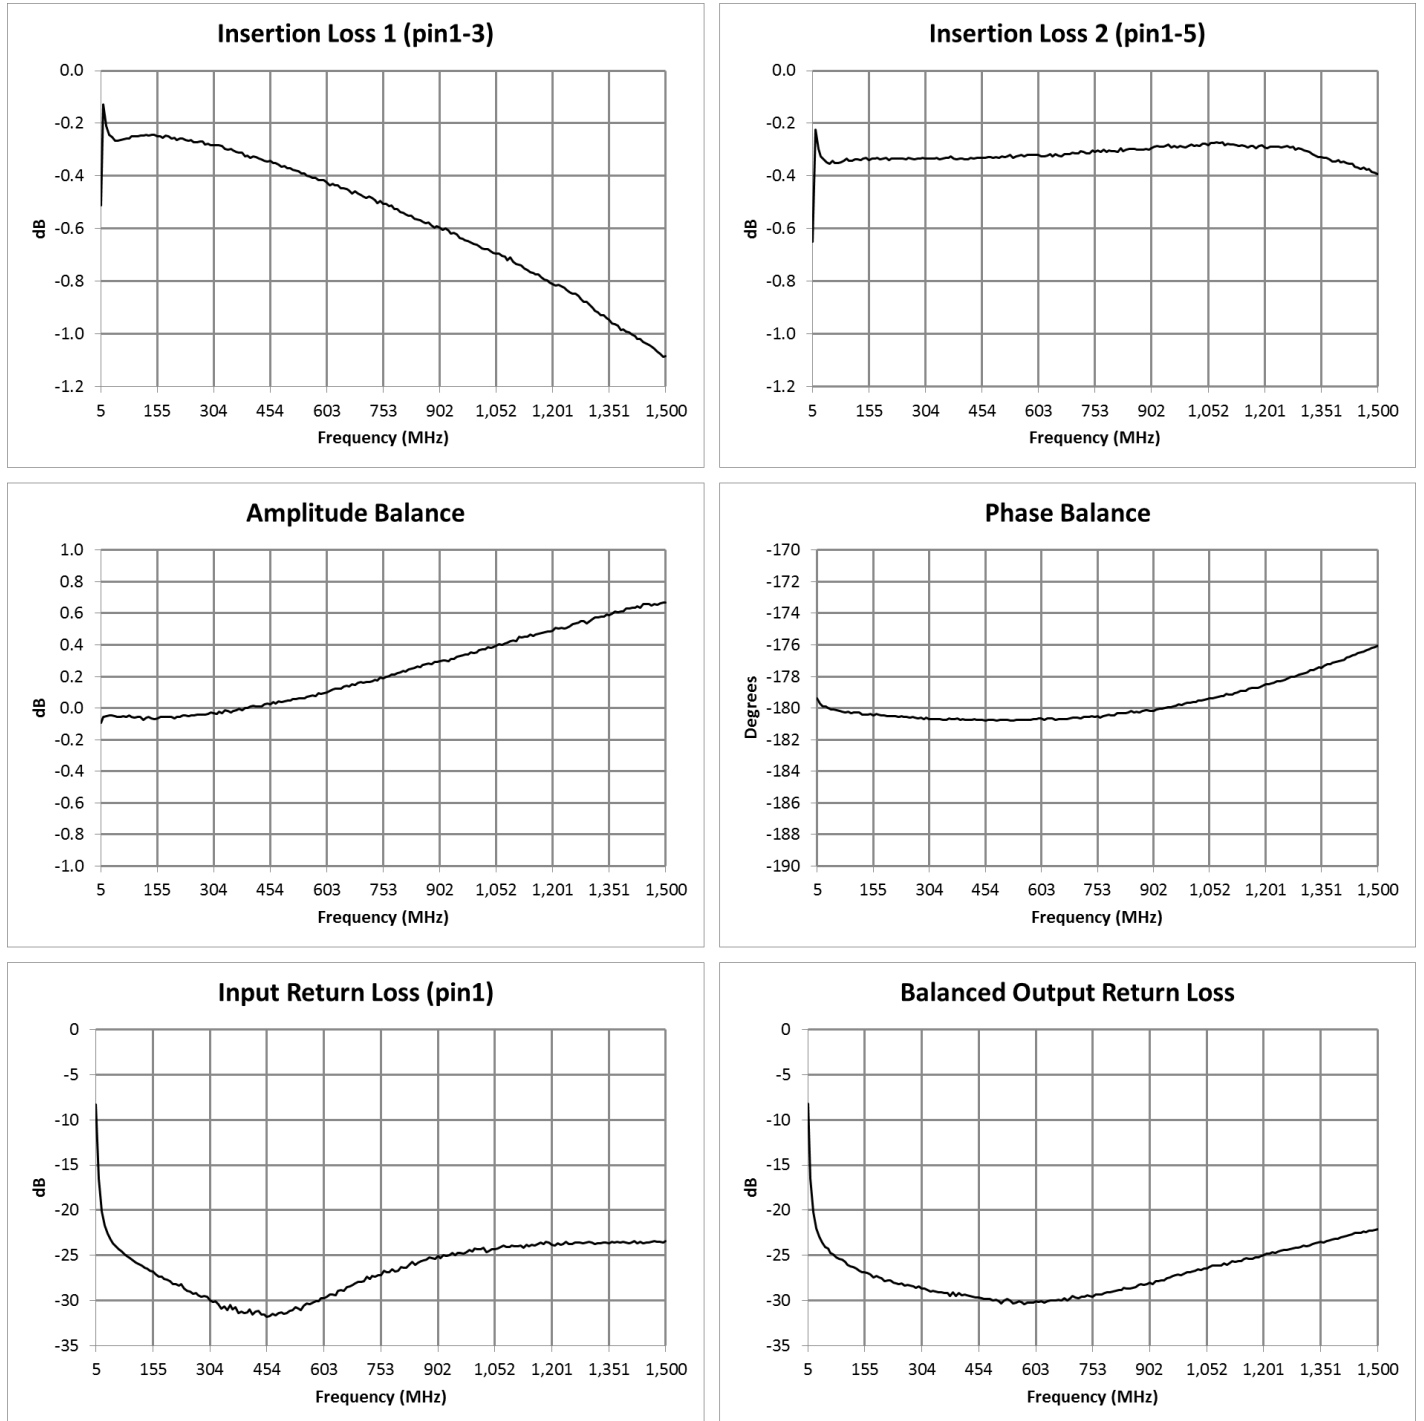 Insertion Loss 1 (pin1-3)
0.0
-0.2
-0.4
-0.6
-0.8
-1.0
-1.2
dB
5 155 304 454 603 753 902 1,052 1,201 1,351 1,500
Frequency (MHz)
Insertion Loss 2 (pin1-5)
0.0
-0.2
-0.4
-0.6
-0.8
-1.0
-1.2
dB
5 155 304 454 603 753 902 1,052 1,201 1,351 1,500
Frequency (MHz)
Amplitude Balance
1.0
0.8
0.6
0.4
0.2
0.0
-0.2
-0.4
-0.6
-0.8
-1.0
dB
5 155 304 454 603 753 902 1,052 1,201 1,351 1,500
Frequency (MHz)
Phase Balance
-170
-172
-174
-176
-178
-180
-182
-184
-186
-188
-190
Degrees
5 155 304 454 603 753 902 1,052 1,201 1,351 1,500
Frequency (MHz)
Input Return Loss (pin1)
0
-5
-10
-15
-20
-25
-30
-35
dB
5 155 304 454 603 753 902 1,052 1,201 1,351 1,500
Frequency (MHz)
Balanced Output Return Loss
0
-5
-10
-15
-20
-25
-30
-35
dB
5 155 304 454 603 753 902 1,052 1,201 1,351 1,500
Frequency (MHz)